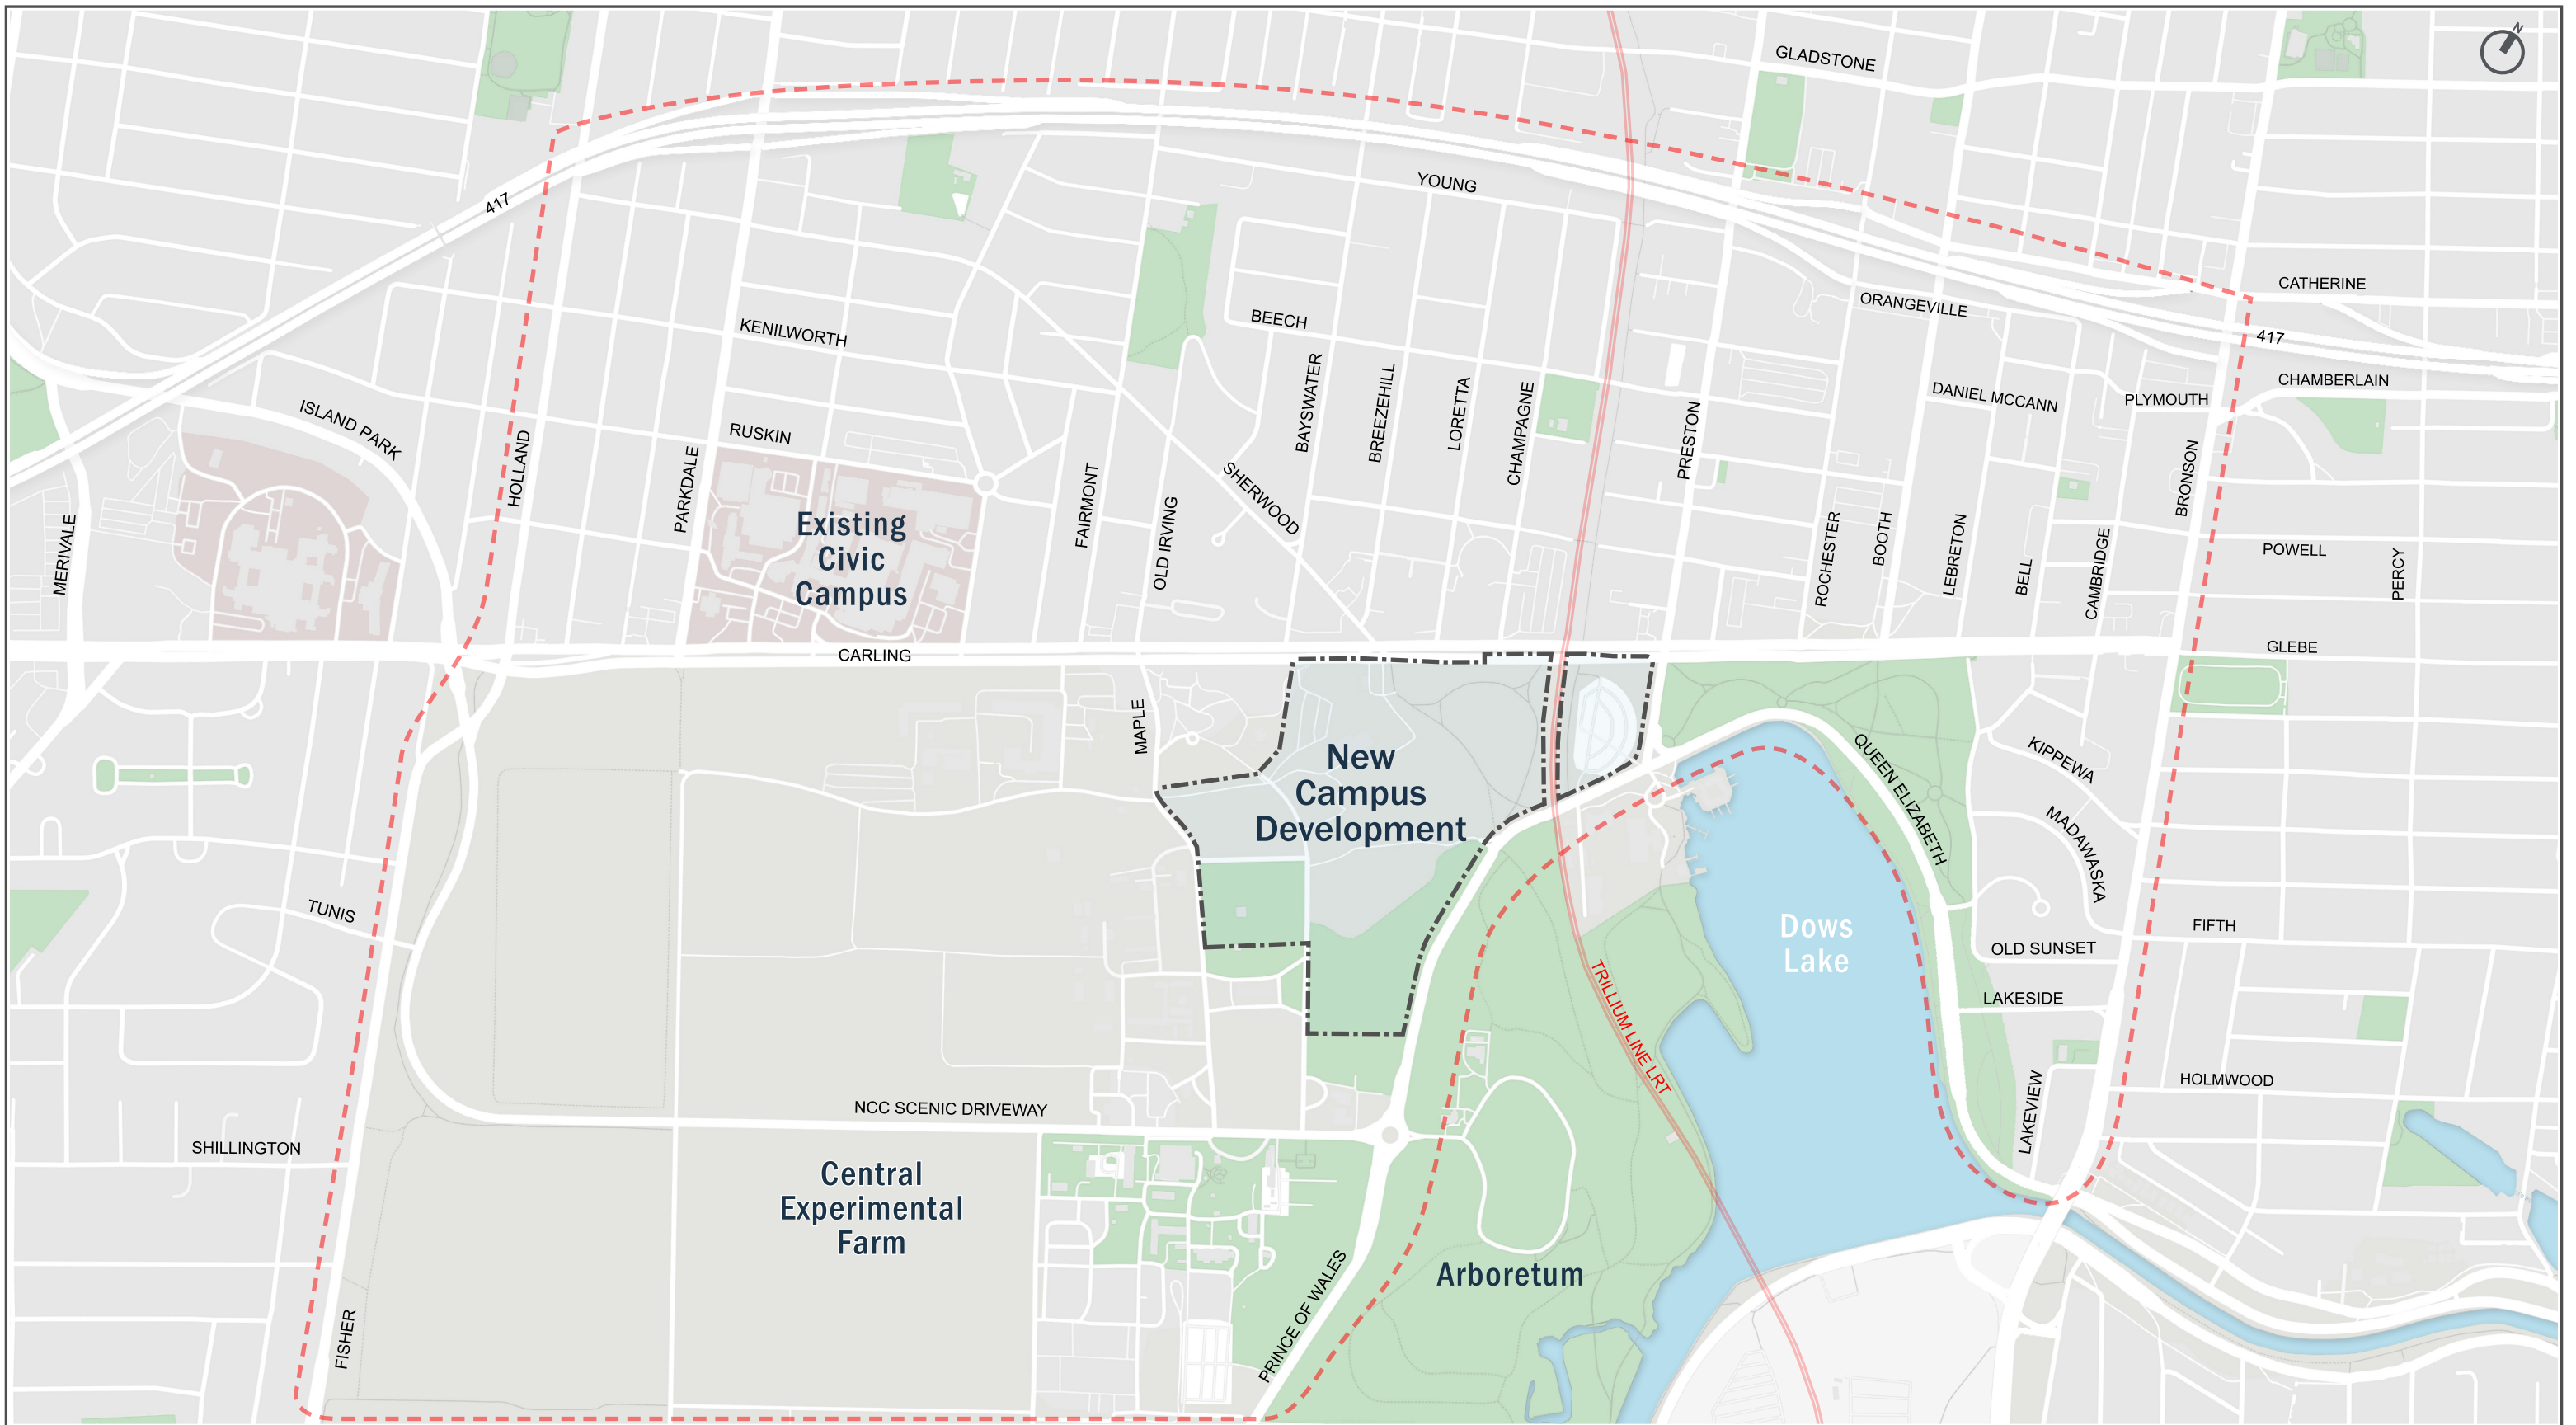 N
GLADSTONE
417
YOUNG
CATHERINE
ORANGEVILLE
KENILWORTH
BEECH
417
CHAMBERLAIN
DANIEL MCCANN
PLYMOUTH
ISLAND PARK
HOLLAND
PARKDALE
RUSKIN
BAYSWATER
BREEZEHILL
LORETTA
CHAMPAGNE
PRESTON
BRONSON
MERIVALE
Existing
Civic
Campus
FAIRMONT
OLD IRVING
SHERWOOD
ROCHESTER
BOOTH
LEBRETON
BELL
CAMBRIDGE
POWELL
PERCY
CARLING
GLEBE
MAPLE
New
Campus
Development
QUEEN ELIZABETH
KIPPEWA
MADAWASKA
TUNIS
Dows
Lake
FIFTH
OLD SUNSET
LAKESIDE
TRILLIUM LINE LRT
HOLMWOOD
LAKEVIEW
NCC SCENIC DRIVEWAY
SHILLINGTON
Central
Experimental
Farm
Arboretum
PRINCE OF WALES
FISHER